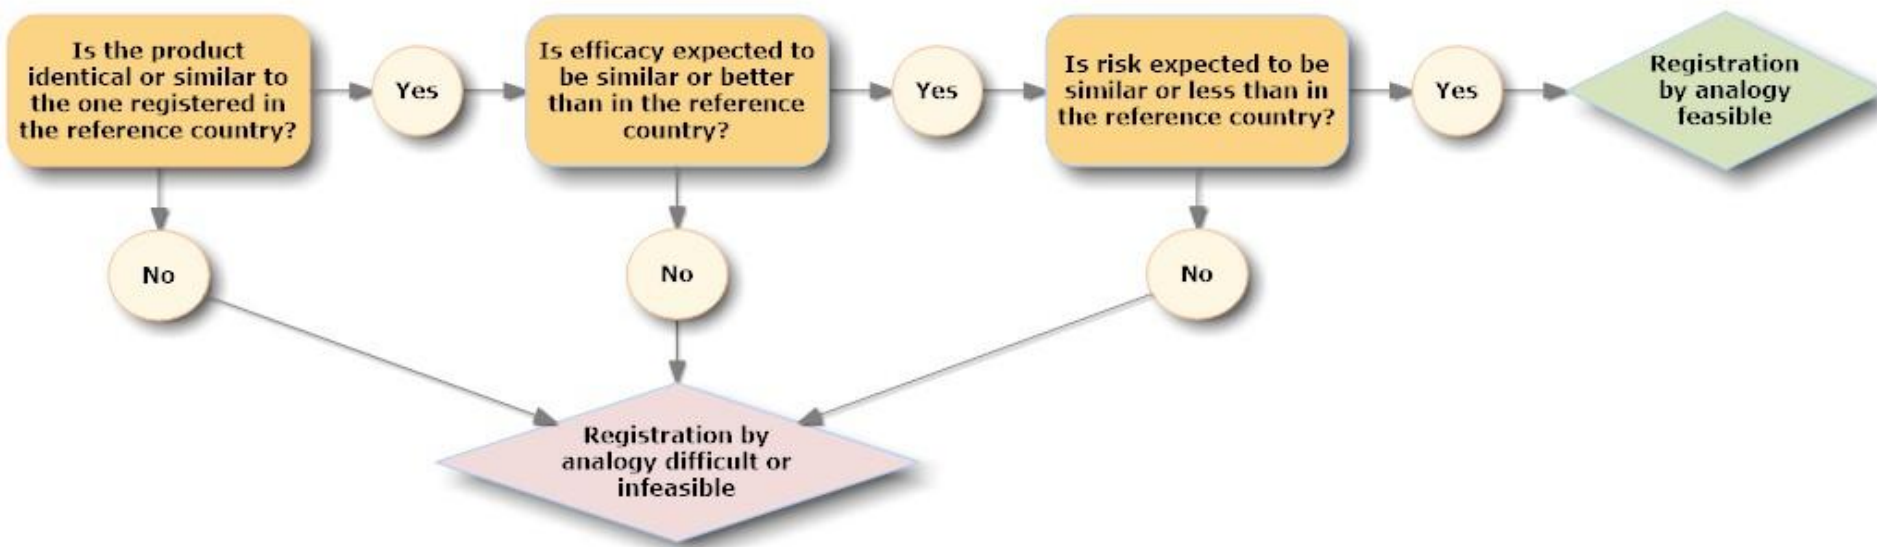 Is the product
identical or similar to
the one registered in
the reference country?
Yes
Is efficacy expected to
be similar or better
than in the reference
country?
Yes
Is risk expected to be
similar or less than in
the reference country?
Yes
Registration
by analogy
feasible
No
No
No
Registration by
analogy difficult or
infeasible